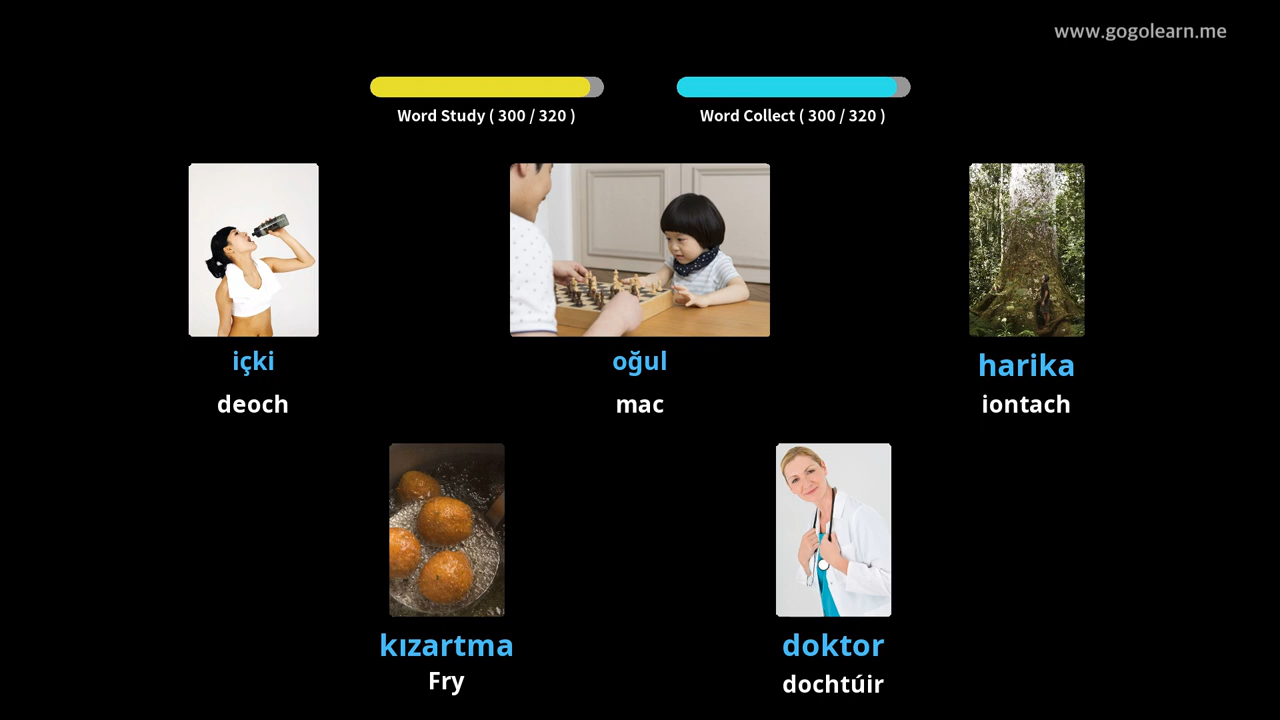 www.gogolearn.me
Word Study ( 300 / 320 )
Word Collect ( 300 / 320 )
içki
oğul
harika
deoch
mac
iontach
kızartma
doktor
Fry
dochtúir